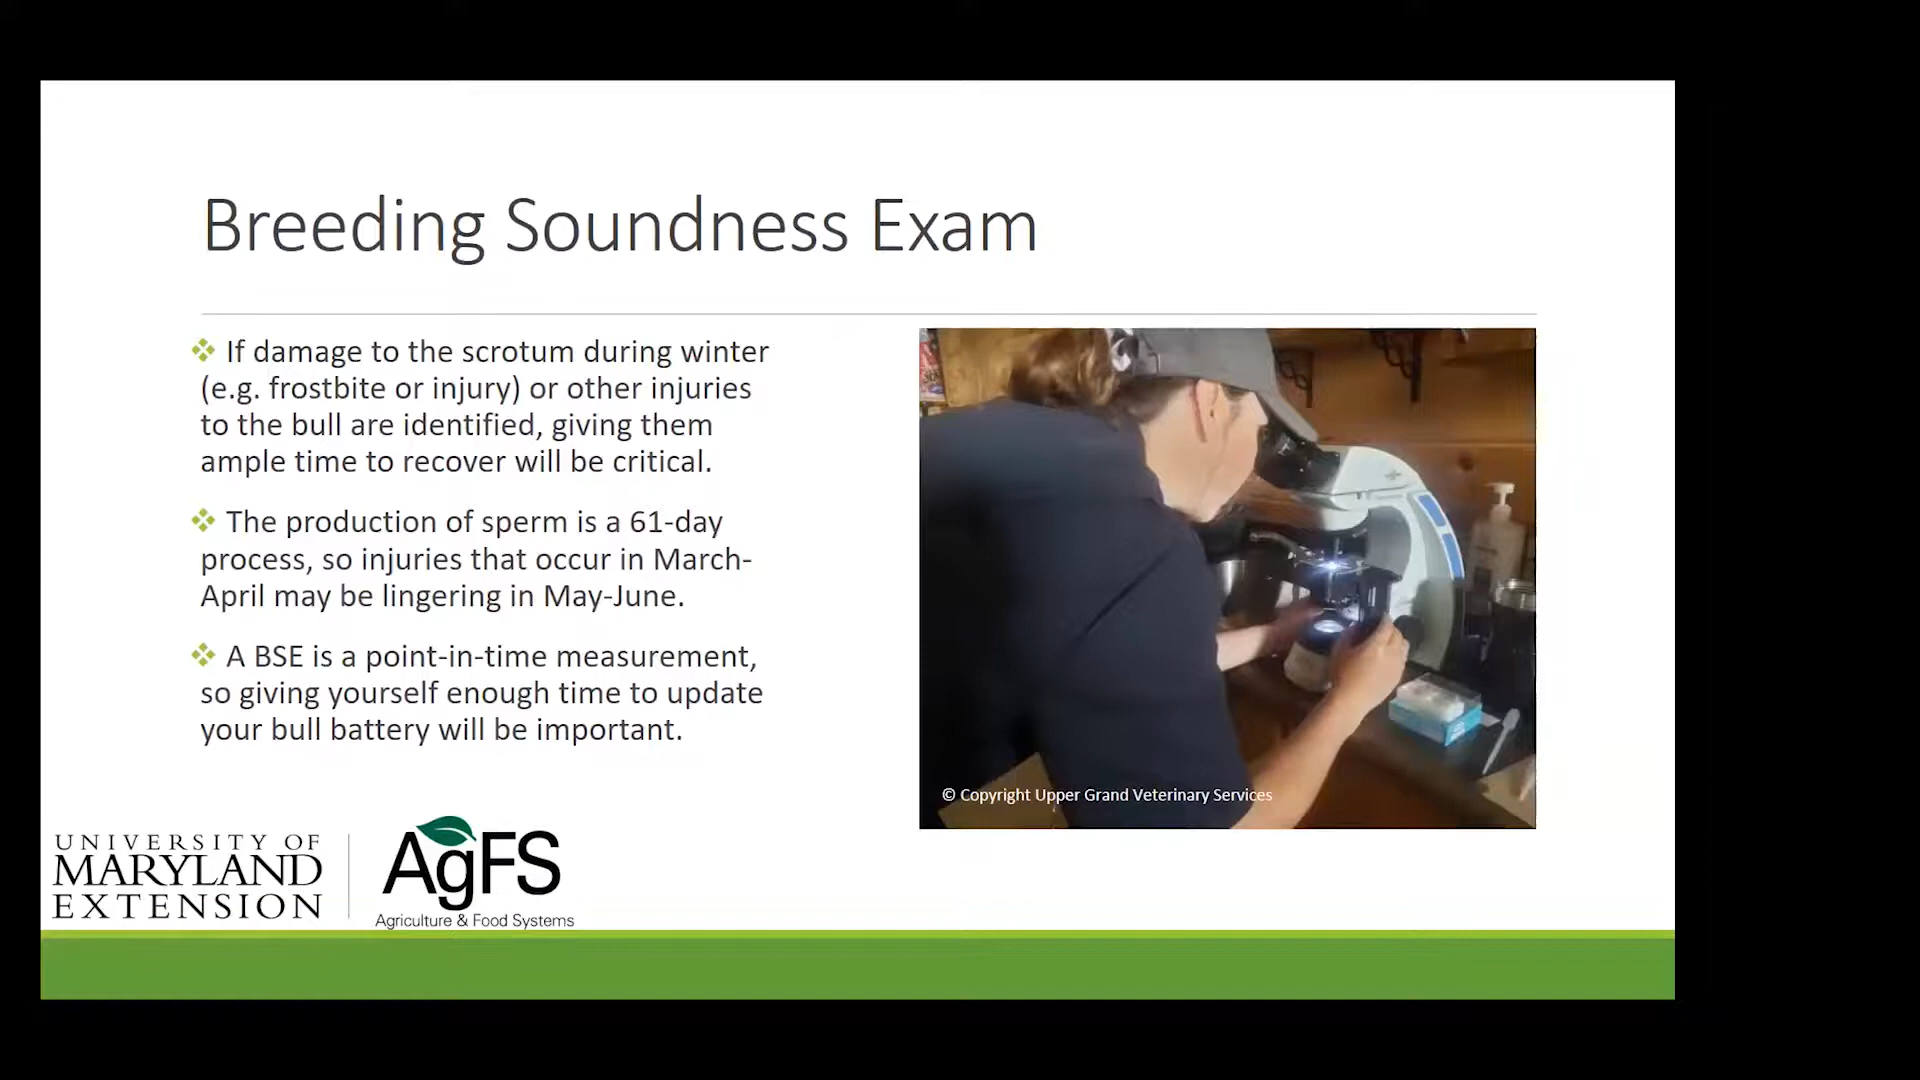 Breeding Soundness Exam
If damage to the scrotum during winter
(e.g. frostbite or injury) or other injuries
to the bull are identified, giving them
ample time to recover will be critical.
The production of sperm is a 61-day
process, so injuries that occur in March-
April may be lingering in May-June.
A BSE is a point-in-time measurement,
so giving yourself enough time to update
your bull battery will be important.
© Copyright Upper Grand Veterinary Services
UNIVERSITY OF
MARYLAND
EXTENSION
AgFS
Agriculture & Food Systems